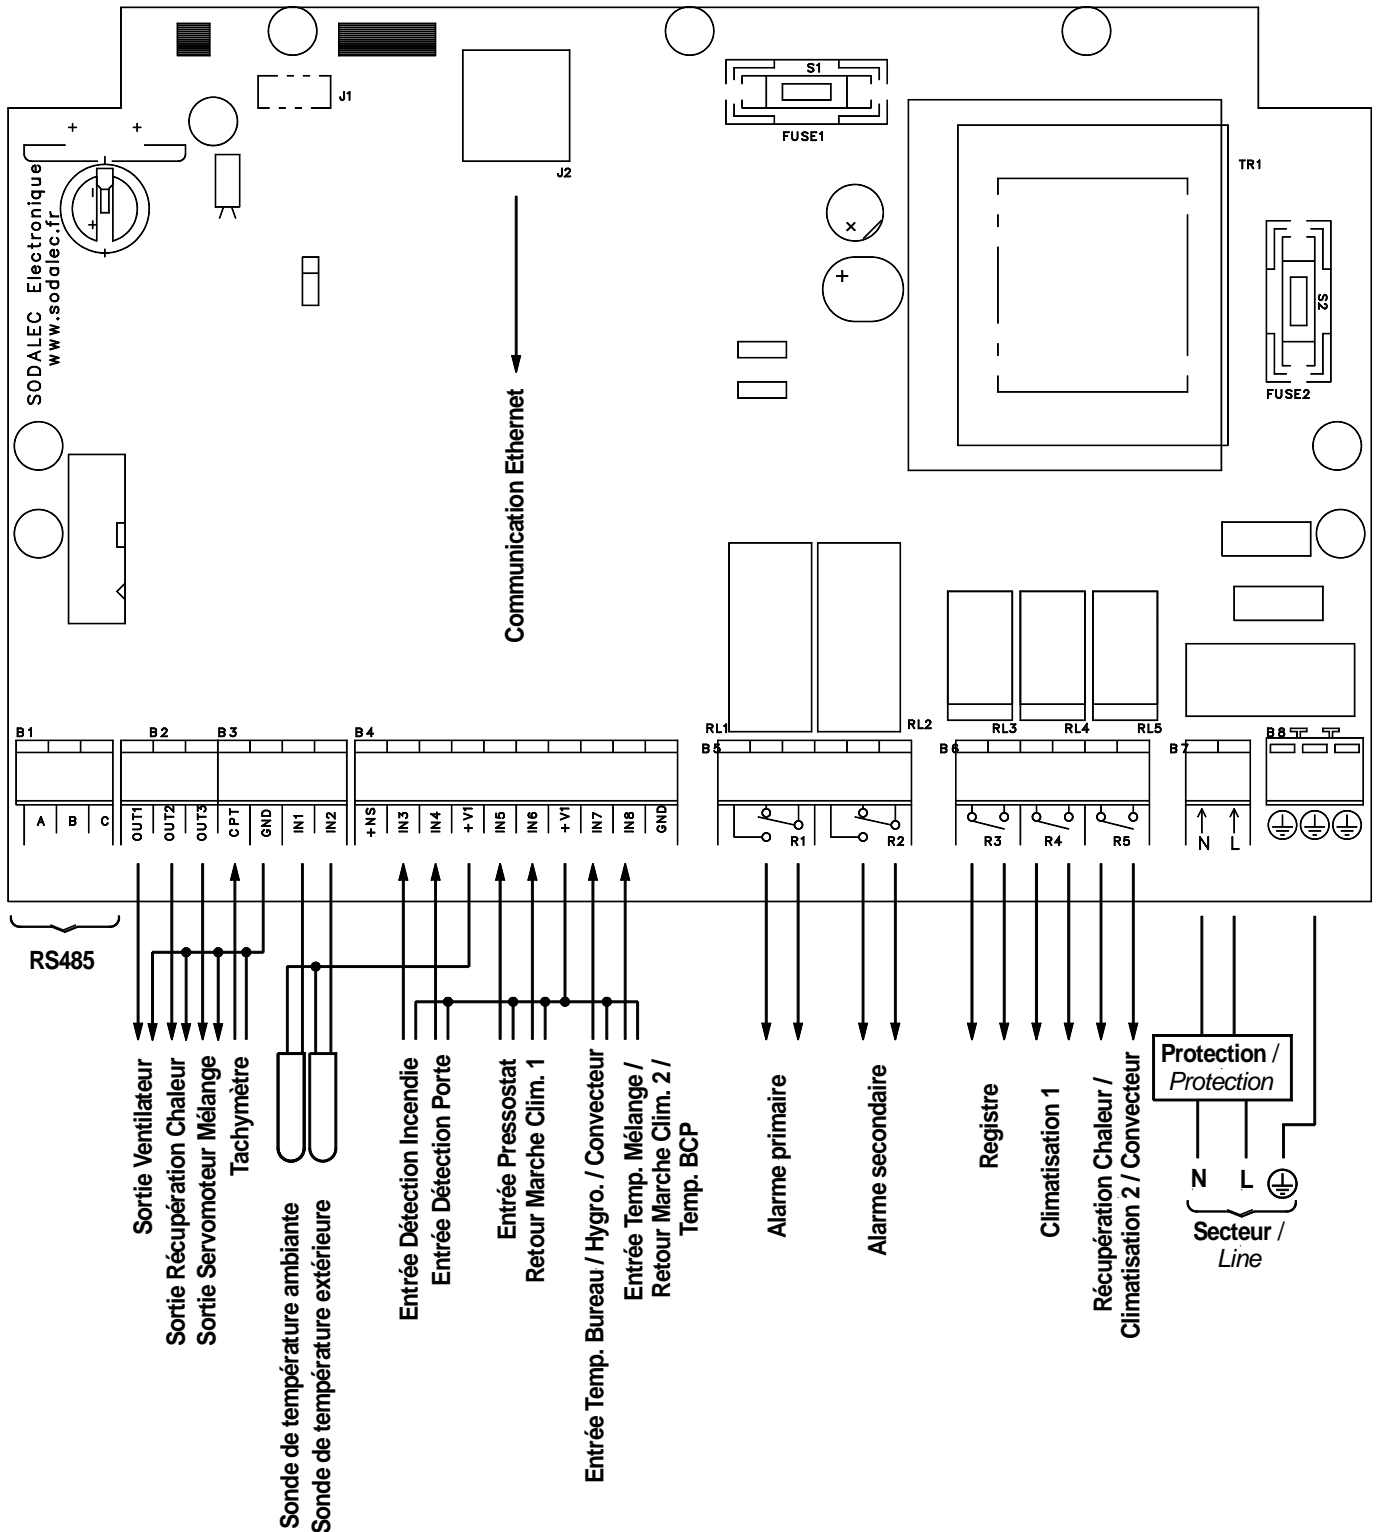 S1
J1
FUSE1
J2
TR1
SODALEC Electronique
www.sodalec.fr
S2
FUSE2
Communication Ethernet
RL1
RL2
RL3
RL4
RL5
B1
B2
B3
B4
B5
B6
B7
B8
A
B
C
OUT1
OUT2
OUT3
CPT
GND
IN1
IN2
+NS
IN3
IN4
+V1
IN5
IN6
+V1
IN7
IN8
GND
R1
R2
R3
R4
R5
N
L
RS485
Sortie Ventilateur
Sortie Récupération Chaleur
Sortie Servomoteur Mélange
Tachymètre
Sonde de température ambiante
Sonde de température extérieure
Entrée Détection Incendie
Entrée Détection Porte
Entrée Pressostat
Retour Marche Clim. 1
Entrée Temp. Bureau / Hygro. / Convecteur
Entrée Temp. Mélange /
Retour Marche Clim. 2 /
Temp. BCP
Alarme primaire
Alarme secondaire
Registre
Climatisation 1
Récupération Chaleur /
Climatisation 2 / Convecteur
Protection /
Protection
N
L
Secteur /
Line